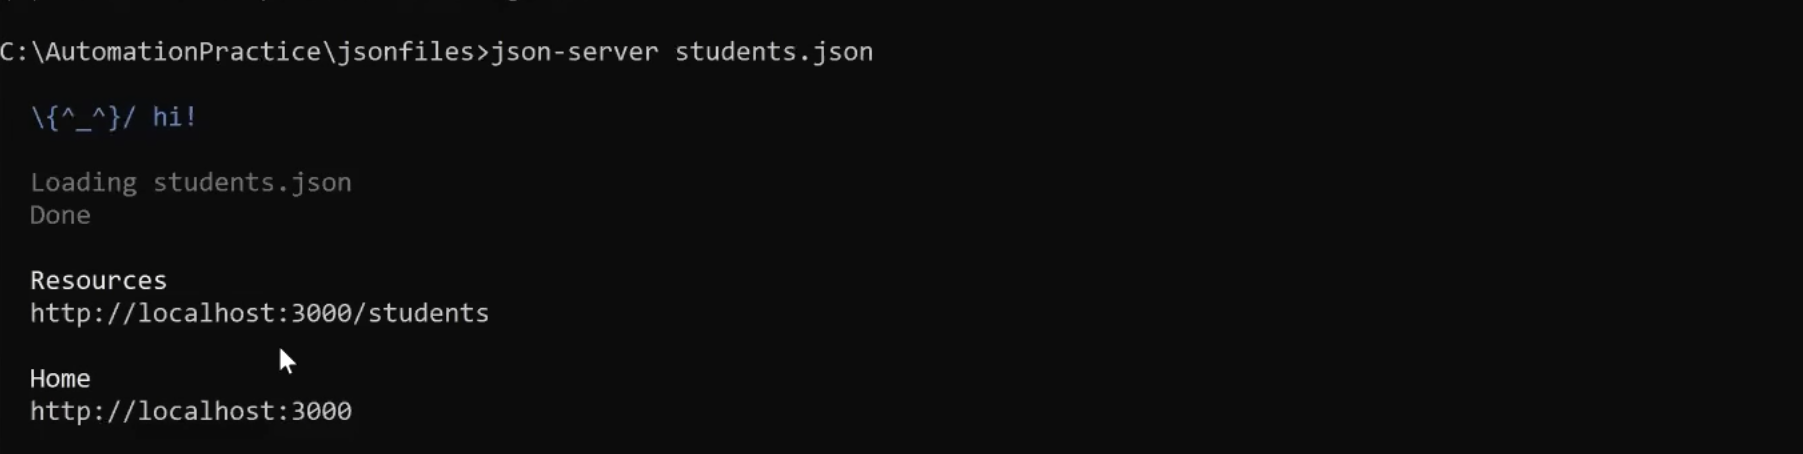 C:\AutomationPractice\jsonfiles>json-server students.json
\{^_^}/ hi!
Loading students.json
Done
Resources
http://localhost:3000/students
Home
http://localhost:3000